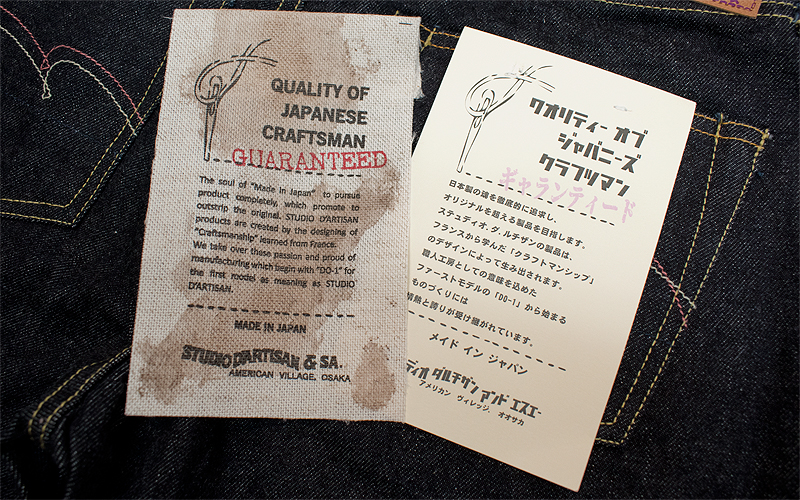 QUALITY OF
JAPANESE
CRAFTSMAN
GUARANTEED
The soul of "Made In Japan" to pursue
product completely, which promote to
outstrip the original. STUDIO D'ARTISAN
products are created by the designing of
"Craftsmanship" learned from France.
We take over these passion and proud of
manufacturing which begin with "DO-1" for
the first model as meaning as STUDIO
D'ARTISAN.
MADE IN JAPAN
STUDIO D'ARTISAN & SA.
AMERICAN VILLAGE, OSAKA
クオリティー オブ
ジャパニーズ
クラフツマン
ギャランティード
日本製の魂を徹底的に追求し、
オリジナルを超える製品を目指します。
ステュディオ・ダ・ルチザンの製品は、
フランスから学んだ「クラフトマンシップ」
のデザインによって生み出されます。
職人工房としての意味を込めた
ファーストモデルの「DO-1」から始まる
ものづくりには
情熱と誇りが受け継がれています。
メイド イン ジャパン
ディオ ダルチザン アンド エスエー
アメリカン ヴィレッジ、オオサカ